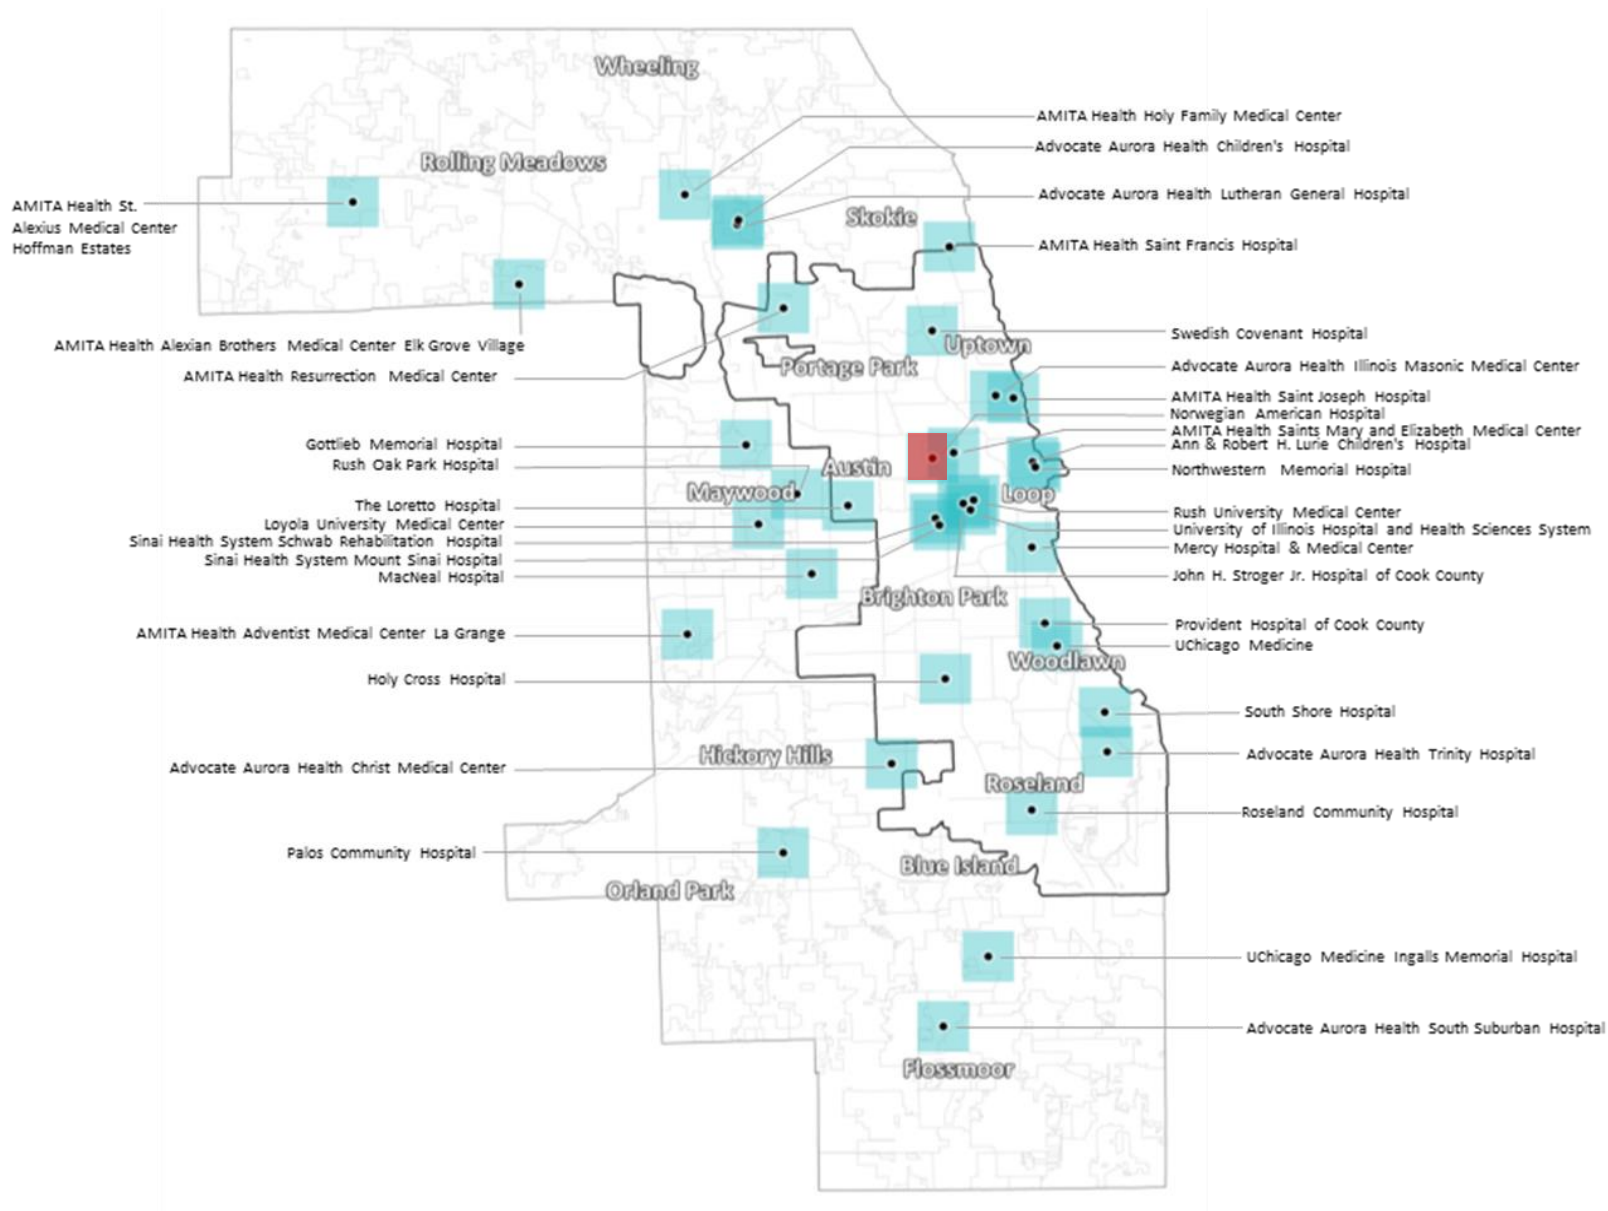 Wheeling
AMITA Health Holy Family Medical Center
Advocate Aurora Health Children's Hospital
Rolling Meadows
Advocate Aurora Health Lutheran General Hospital
AMITA Health St.
Alexius Medical Center
Hoffman Estates
Skokie
AMITA Health Saint Francis Hospital
Swedish Covenant Hospital
AMITA Health Alexian Brothers Medical Center Elk Grove Village
Uptown
Portage Park
Advocate Aurora Health Illinois Masonic Medical Center
AMITA Health Resurrection Medical Center
AMITA Health Saint Joseph Hospital
Norwegian American Hospital
AMITA Health Saints Mary and Elizabeth Medical Center
Ann & Robert H. Lurie Children's Hospital
Gottlieb Memorial Hospital
Rush Oak Park Hospital
Austin
Northwestern Memorial Hospital
Maywood
Loop
The Loretto Hospital
Rush University Medical Center
Loyola University Medical Center
University of Illinois Hospital and Health Sciences System
Sinai Health System Schwab Rehabilitation Hospital
Mercy Hospital & Medical Center
Sinai Health System Mount Sinai Hospital
MacNeal Hospital
John H. Stroger Jr. Hospital of Cook County
Brighton Park
AMITA Health Adventist Medical Center La Grange
Provident Hospital of Cook County
UChicago Medicine
Woodlawn
Holy Cross Hospital
South Shore Hospital
Hickory Hills
Advocate Aurora Health Trinity Hospital
Advocate Aurora Health Christ Medical Center
Roseland
Roseland Community Hospital
Palos Community Hospital
Blue Island
Orland Park
UChicago Medicine Ingalls Memorial Hospital
Advocate Aurora Health South Suburban Hospital
Flossmoor